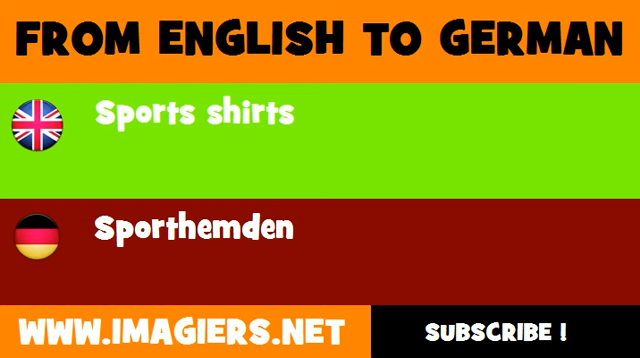 FROM ENGLISH TO GERMAN
Sports shirts
Sporthemden
WWW.IMAGIERS.NET
SUBSCRIBE !